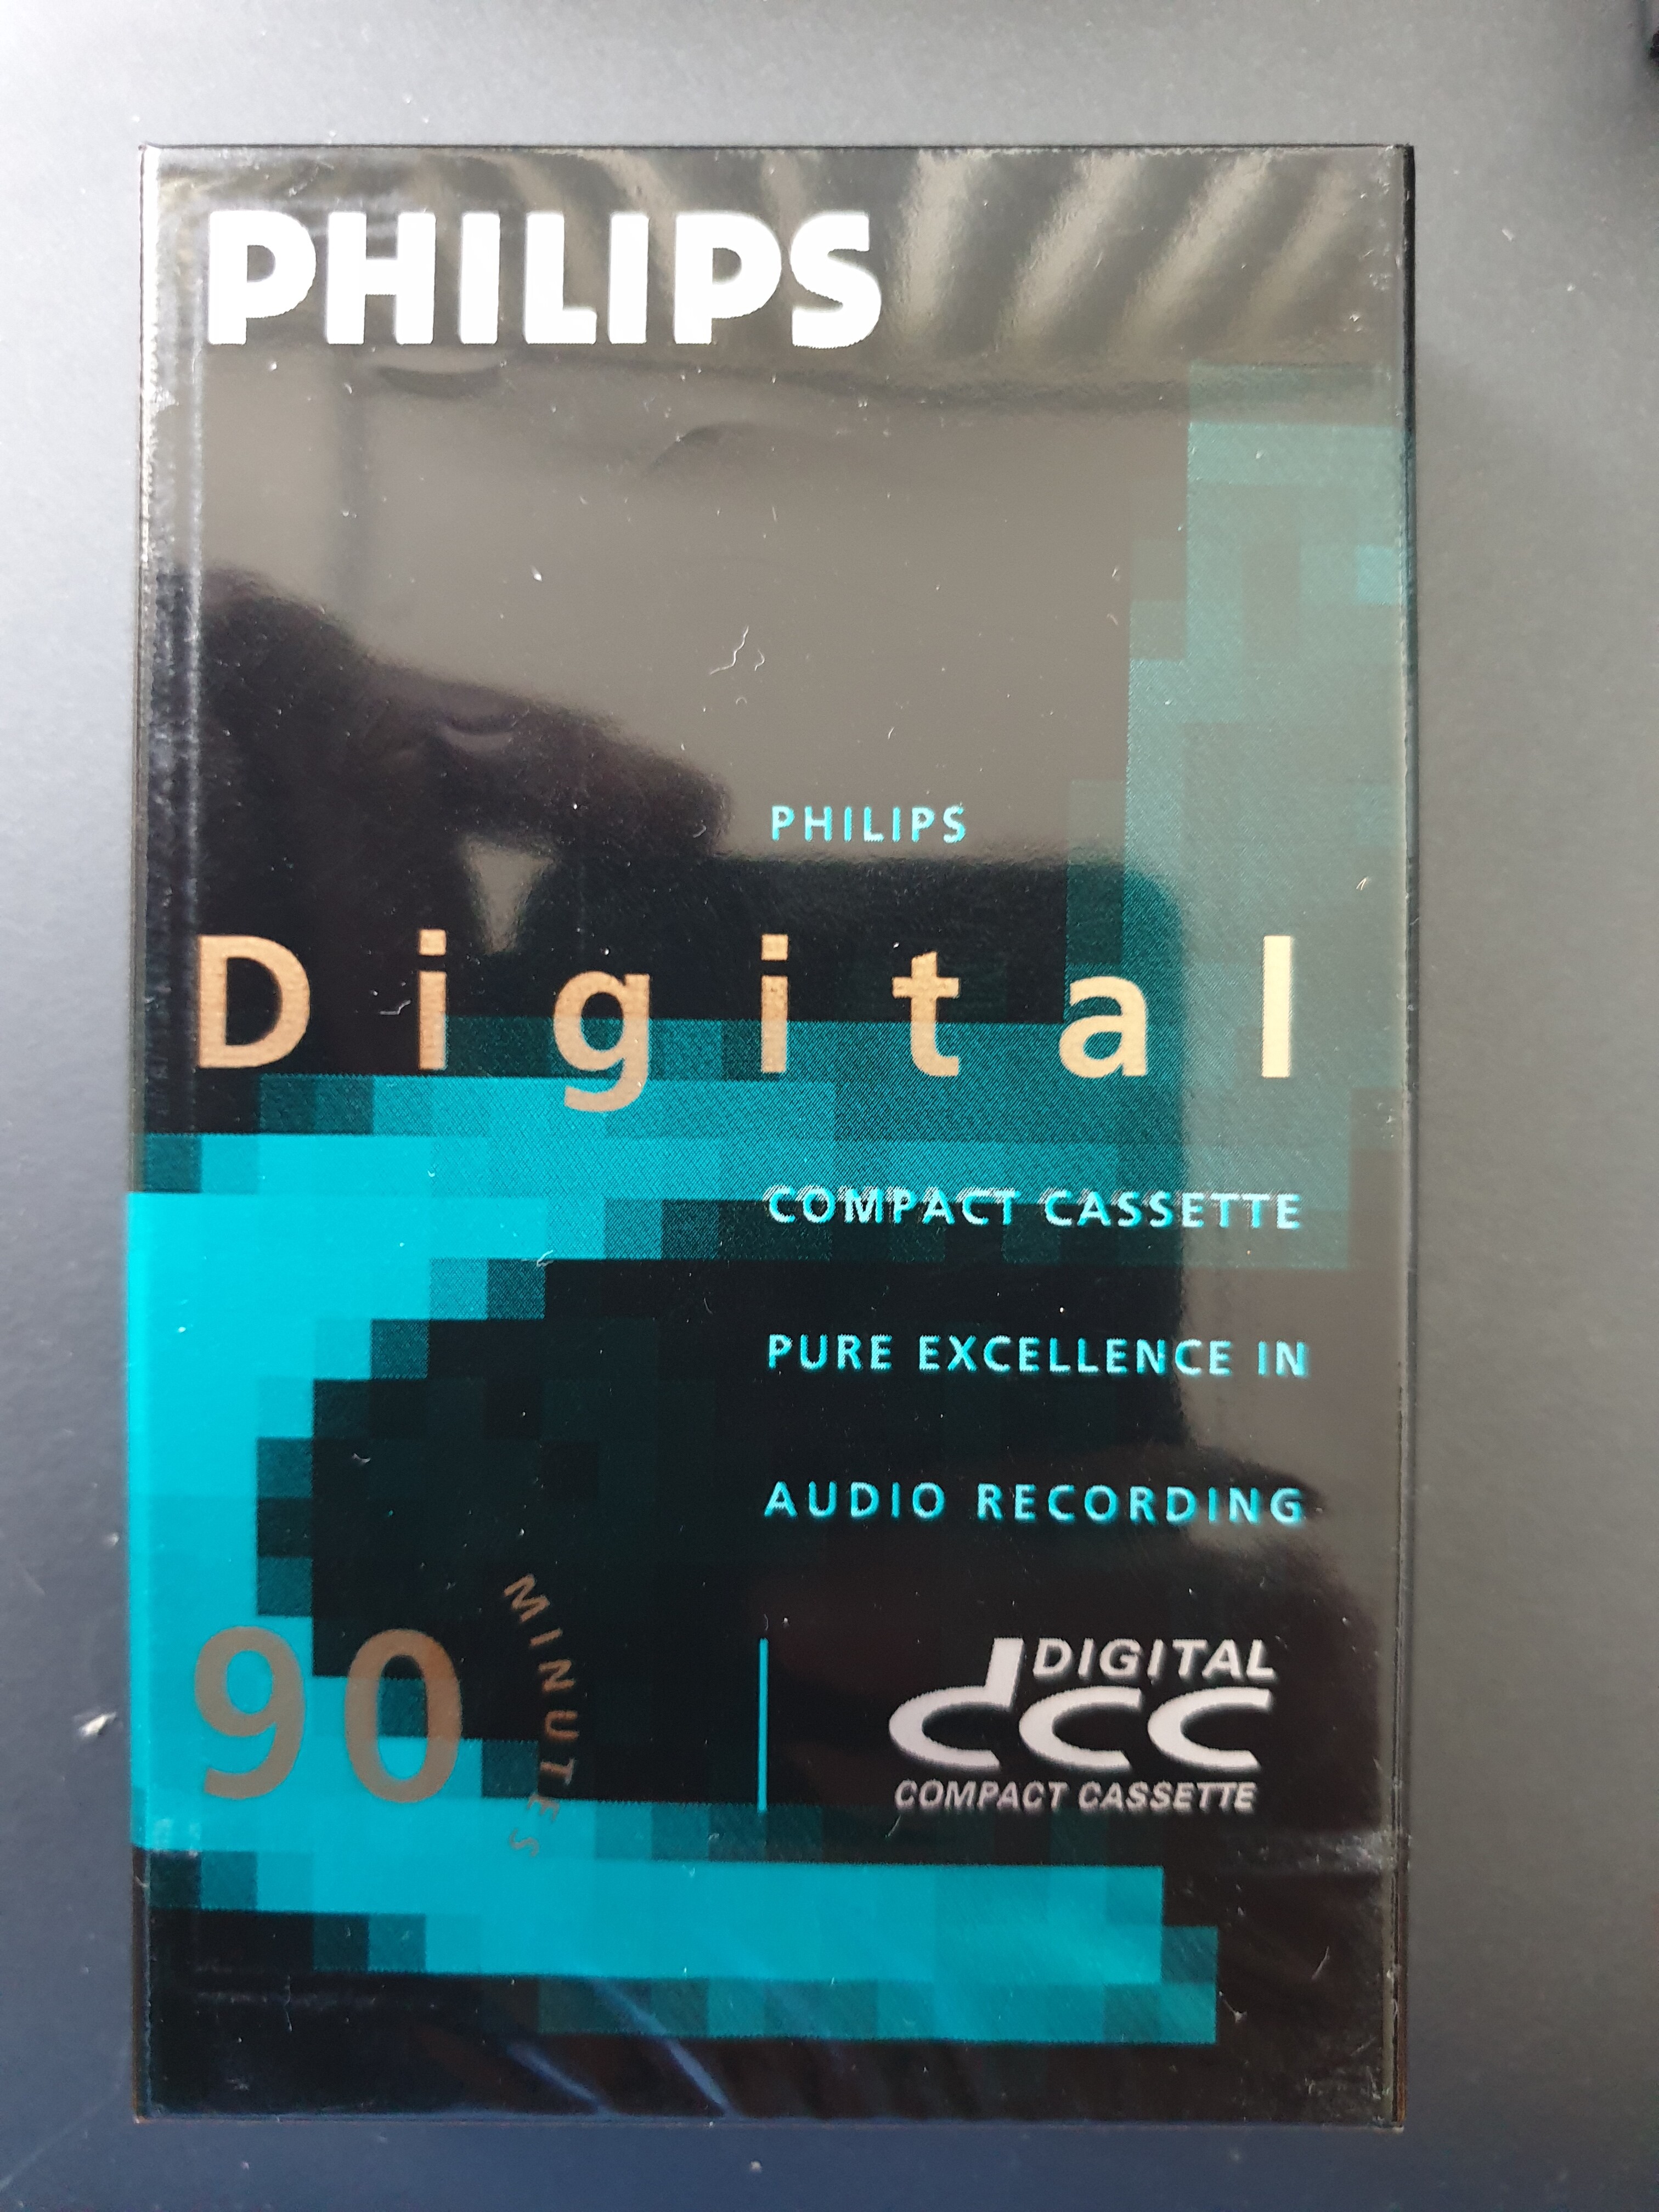 PHILIPS
PHILIPS
Digital
COMPACT CASSETTE
PURE EXCELLENCE IN
AUDIO RECORDING
90 MINUTES
DIGITAL
dcc
COMPACT CASSETTE